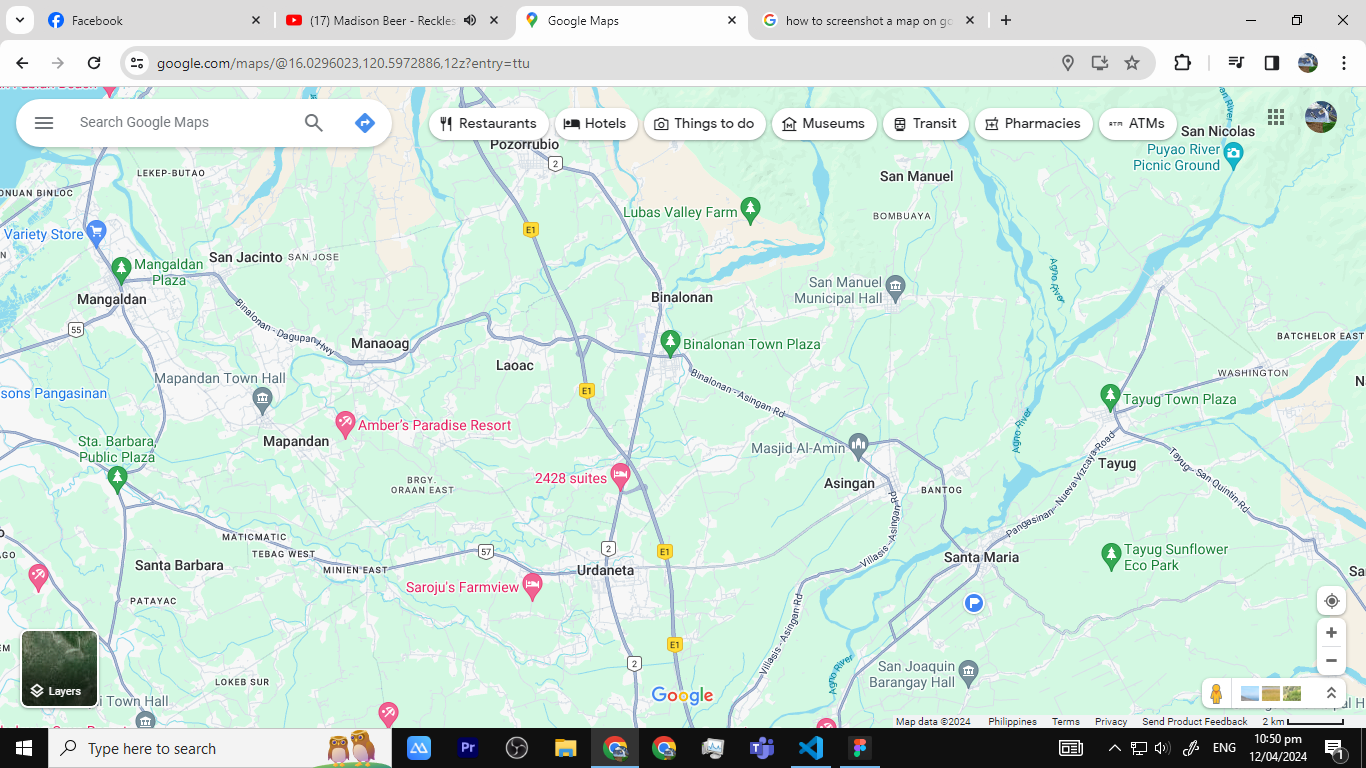 Facebook
(17) Madison Beer - Reckles
Google Maps
how to screenshot a map on go
google.com/maps/@16.0296023,120.5972886,12z?entry=ttu
Search Google Maps
Restaurants
Hotels
Things to do
Museums
Transit
Pharmacies
ATM
ATMs
Pozorrubio
2
San Nicolas
Puyao River
Picnic Ground
LEKEP-BUTAO
San Manuel
ONUAN BINLOC
Lubas Valley Farm
BOMBUAYA
Variety Store
E1
San Jacinto
SAN JOSE
Mangaldan
Plaza
Mangaldan
Agno River
San Manuel
Municipal Hall
Binalonan
55
Binalonan - Dagupan Hwy
Manaoag
Binalonan Town Plaza
BATCHELOR EAST
Laoac
Mapandan Town Hall
WASHINGTON
Binalonan - Asingan Rd
E1
sons Pangasinan
Tayug Town Plaza
Amber's Paradise Resort
Agno River
Mapandan
Sta. Barbara,
Public Plaza
Masjid Al-Amin
Pangasinan - Nueva Vizcaya Road
Tayug
Tayug - San Quintin Rd
2428 suites
BRGY.
ORAAN EAST
Asingan
BANTOG
MATICMATIC
TEBAG WEST
57
2
E1
Villasis - Asingan Rd
Santa Maria
Tayug Sunflower
Eco Park
AGO
Santa Barbara
MINIEN EAST
Urdaneta
Saroju's Farmview
PATAYAC
Villasis - Asingan Rd
E1
2
Agno River
San Joaquin
Barangay Hall
LOKEB SUR
Layers
Google
Map data ©2024
Philippines
Terms
Privacy
Send Product Feedback
2 km
Type here to search
Pr
ENG
10:50 pm
12/04/2024
1